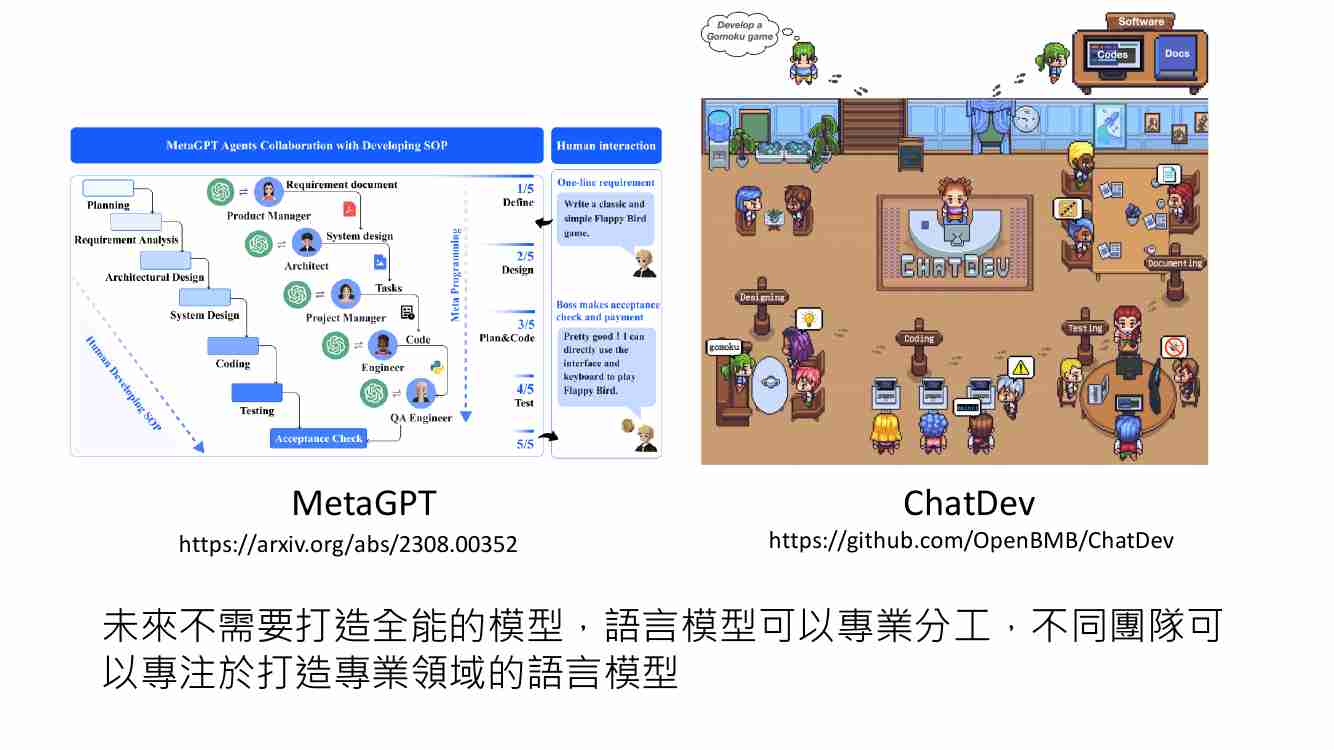 MetaGPT Agents Collaboration with Developing SOP
Human interaction
Planning
Requirement Analysis
Architectural Design
System Design
Coding
Testing
Acceptance Check
Human Developing SOP
Requirement document
Product Manager
System design
Architect
Tasks
Project Manager
Code
Engineer
QA Engineer
Meta Programming
1/5
Define
2/5
Design
3/5
Plan&Code
4/5
Test
5/5
One-line requirement
Write a classic and
simple Flappy Bird
game.
Boss makes acceptance
check and payment
Pretty good ! I can
directly use the
interface and
keyboard to play
Flappy Bird.
Develop a
Gomoku game
Software
Codes
Docs
CHATDEV
Designing
gomoku
Coding
Testing
Documenting
MetaGPT
https://arxiv.org/abs/2308.00352
ChatDev
https://github.com/OpenBMB/ChatDev
未來不需要打造全能的模型，語言模型可以專業分工，不同團隊可
以專注於打造專業領域的語言模型